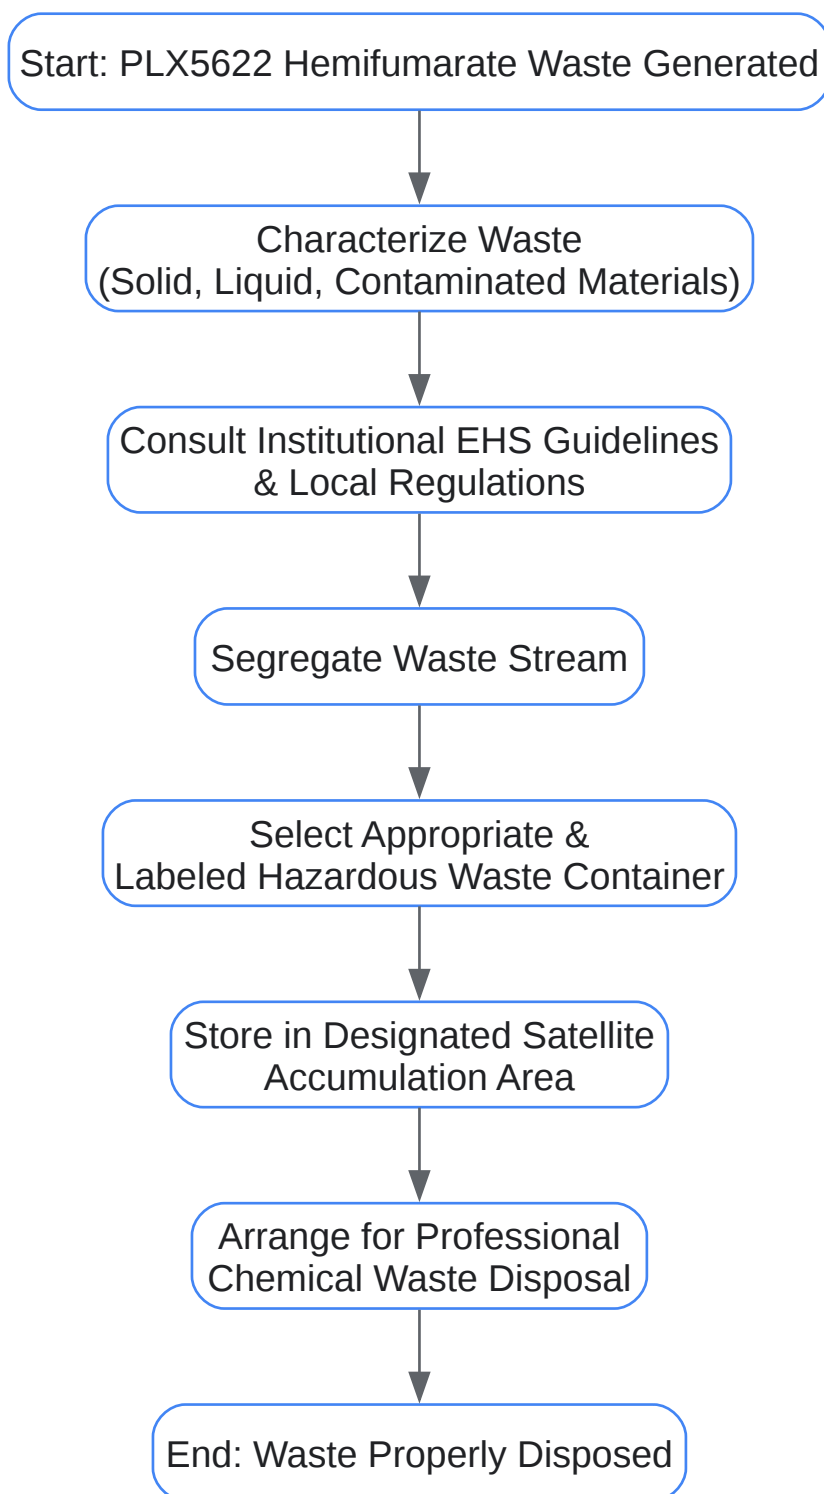 Start: PLX5622 Hemifumarate Waste Generated
Characterize Waste
(Solid, Liquid, Contaminated Materials)
Consult Institutional EHS Guidelines
& Local Regulations
Segregate Waste Stream
Select Appropriate &
Labeled Hazardous Waste Container
Store in Designated Satellite
Accumulation Area
Arrange for Professional
Chemical Waste Disposal
End: Waste Properly Disposed